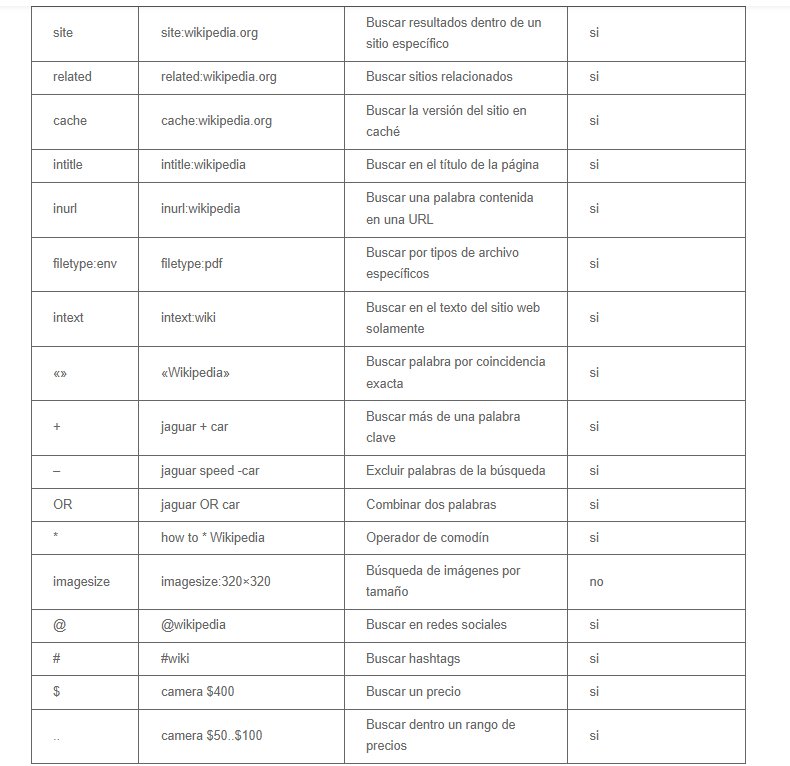 site site:wikipedia.org Buscar resultados dentro de un sitio específico si
related related:wikipedia.org Buscar sitios relacionados si
cache cache:wikipedia.org Buscar la versión del sitio en caché si
intitle intitle:wikipedia Buscar en el título de la página si
inurl inurl:wikipedia Buscar una palabra contenida en una URL si
filetype:env filetype:pdf Buscar por tipos de archivo específicos si
intext intext:wiki Buscar en el texto del sitio web solamente si
«» «Wikipedia» Buscar palabra por coincidencia exacta si
+ jaguar + car Buscar más de una palabra clave si
– jaguar speed -car Excluir palabras de la búsqueda si
OR jaguar OR car Combinar dos palabras si
* how to * Wikipedia Operador de comodín si
imagesize imagesize:320×320 Búsqueda de imágenes por tamaño no
@ @wikipedia Buscar en redes sociales si
# #wiki Buscar hashtags si
$ camera $400 Buscar un precio si
.. camera $50..$100 Buscar dentro un rango de precios si